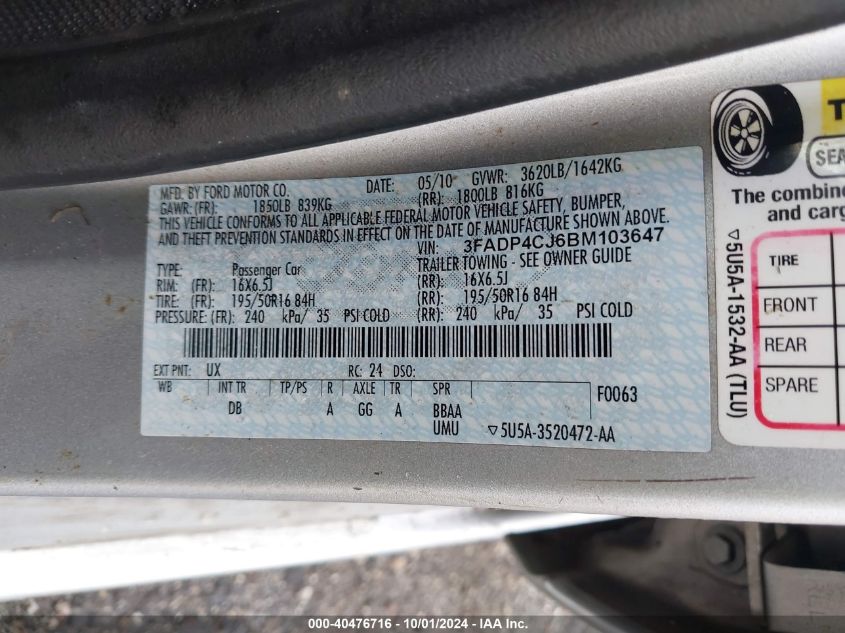 MFD. BY FORD MOTOR CO. DATE: 05/10 GVWR: 3620LB/1642KG
GAWR: (FR): 1850LB 839KG (RR): 1800LB 816KG
THIS VEHICLE CONFORMS TO ALL APPLICABLE FEDERAL MOTOR VEHICLE SAFETY, BUMPER,
AND THEFT PREVENTION STANDARDS IN EFFECT ON THE DATE OF MANUFACTURE SHOWN ABOVE.
VIN: 3FADP4CJ6BM103647
TYPE: Passenger Car TRAILER TOWING - SEE OWNER GUIDE
RIM: (FR): 16X6.5J (RR): 16X6.5J
TIRE: (FR): 195/50R16 84H (RR): 195/50R16 84H
PRESSURE: (FR): 240 kPa/ 35 PSI COLD (RR): 240 kPa/ 35 PSI COLD
EXT PNT: UX RC: 24 DSO:
WB INT TR TP/PS R AXLE TR SPR F0063
DB A GG A BBAA
UMU ▽5U5A-3520472-AA
▽5U5A-1532-AA (TLU)
T
SEA
The combine
and carg
TIRE
FRONT
REAR
SPARE
000-40476716 - 10/01/2024 - IAAI Inc.